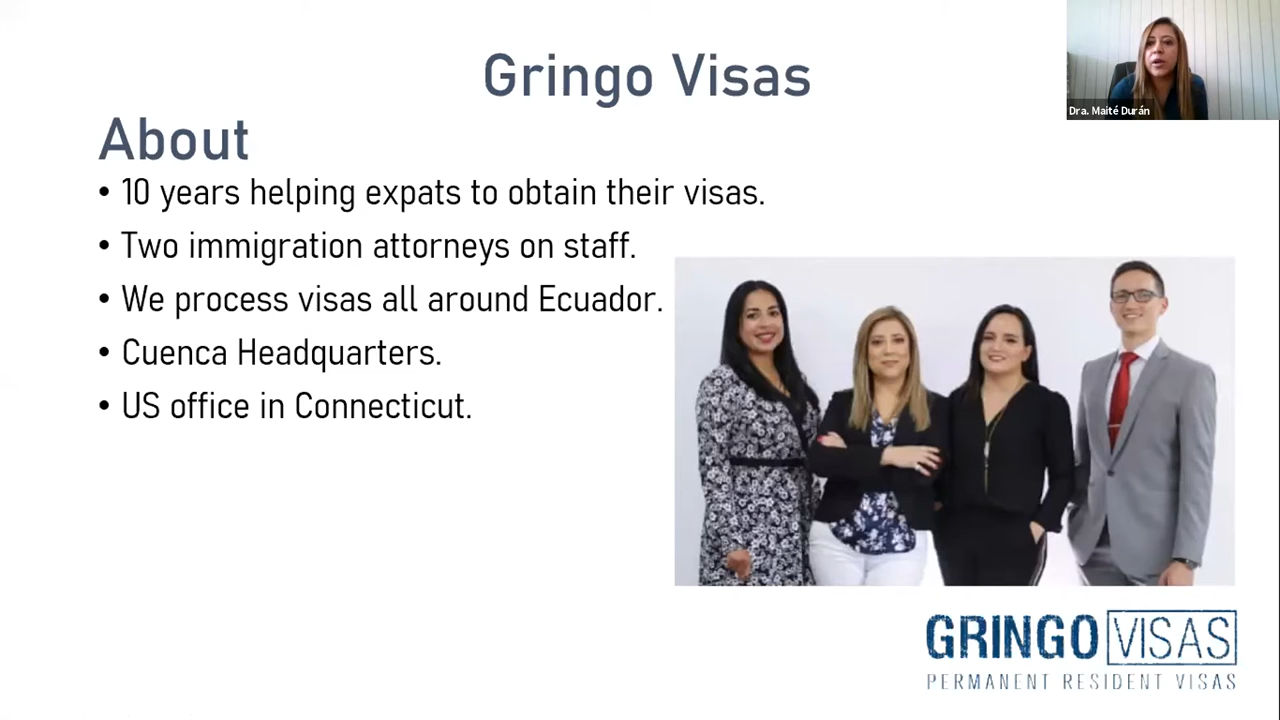 Gringo Visas
Dra. Maité Durán
About
• 10 years helping expats to obtain their visas.
• Two immigration attorneys on staff.
• We process visas all around Ecuador.
• Cuenca Headquarters.
• US office in Connecticut.
GRINGO VISAS
PERMANENT RESIDENT VISAS